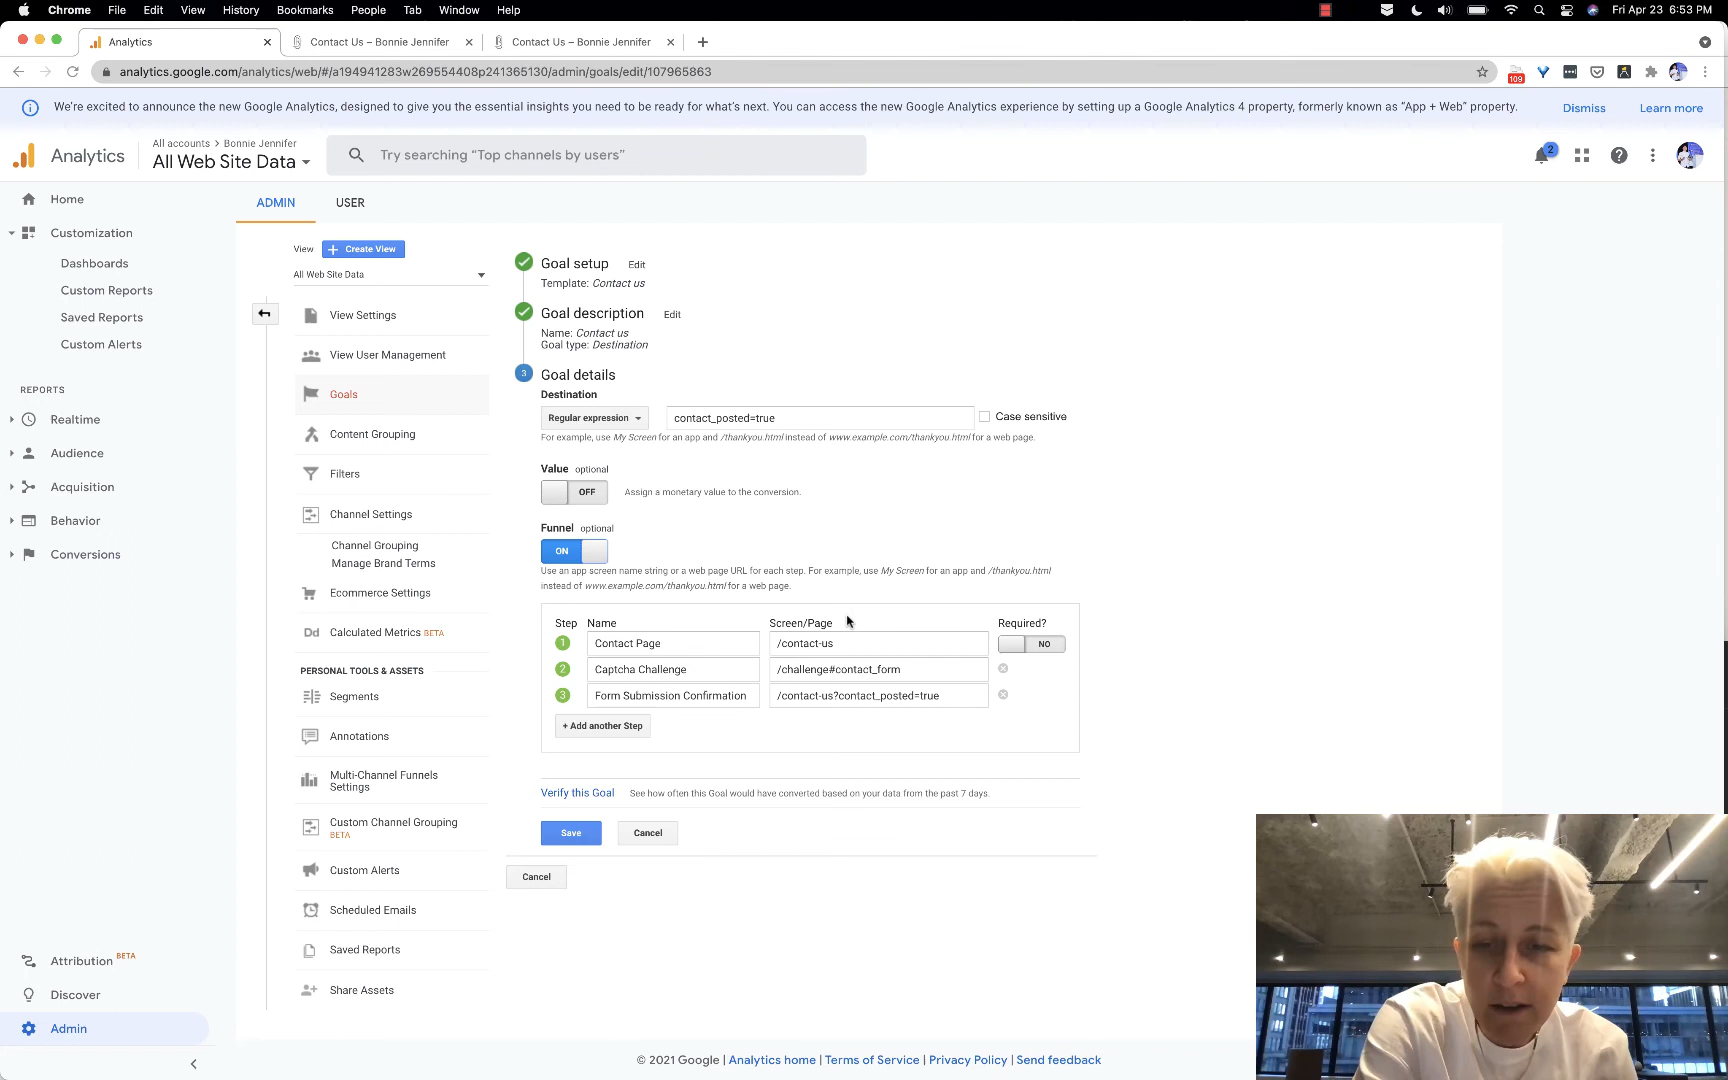 Chrome File Edit View History Bookmarks People Tab Window Help Fri Apr 23 6:53 PM
Analytics Contact Us – Bonnie Jennifer Contact Us – Bonnie Jennifer
analytics.google.com/analytics/web/#/a194941283w269554408p241365130/admin/goals/edit/107965863 109
We're excited to announce the new Google Analytics, designed to give you the essential insights you need to be ready for what's next. You can access the new Google Analytics experience by setting up a Google Analytics 4 property, formerly known as "App + Web" property. Dismiss Learn more
Analytics
All accounts > Bonnie Jennifer
All Web Site Data
Try searching "Top channels by users"
2
Home
Customization
Dashboards
Custom Reports
Saved Reports
Custom Alerts
REPORTS
Realtime
Audience
Acquisition
Behavior
Conversions
Attribution BETA
Discover
Admin
ADMIN USER
View + Create View
All Web Site Data
View Settings
View User Management
Goals
Content Grouping
Filters
Channel Settings
Channel Grouping
Manage Brand Terms
Ecommerce Settings
Dd Calculated Metrics BETA
PERSONAL TOOLS & ASSETS
Segments
Annotations
Multi-Channel Funnels
Settings
Custom Channel Grouping
BETA
Custom Alerts
Scheduled Emails
Saved Reports
Share Assets
Goal setup Edit
Template: Contact us
Goal description Edit
Name: Contact us
Goal type: Destination
3 Goal details
Destination
Regular expression contact_posted=true Case sensitive
For example, use My Screen for an app and /thankyou.html instead of www.example.com/thankyou.html for a web page.
Value optional
OFF Assign a monetary value to the conversion.
Funnel optional
ON
Use an app screen name string or a web page URL for each step. For example, use My Screen for an app and /thankyou.html
instead of www.example.com/thankyou.html for a web page.
Step Name Screen/Page Required?
1 Contact Page /contact-us NO
2 Captcha Challenge /challenge#contact_form
3 Form Submission Confirmation /contact-us?contact_posted=true
+ Add another Step
Verify this Goal See how often this Goal would have converted based on your data from the past 7 days.
Save Cancel
Cancel
© 2021 Google | Analytics home | Terms of Service | Privacy Policy | Send feedback